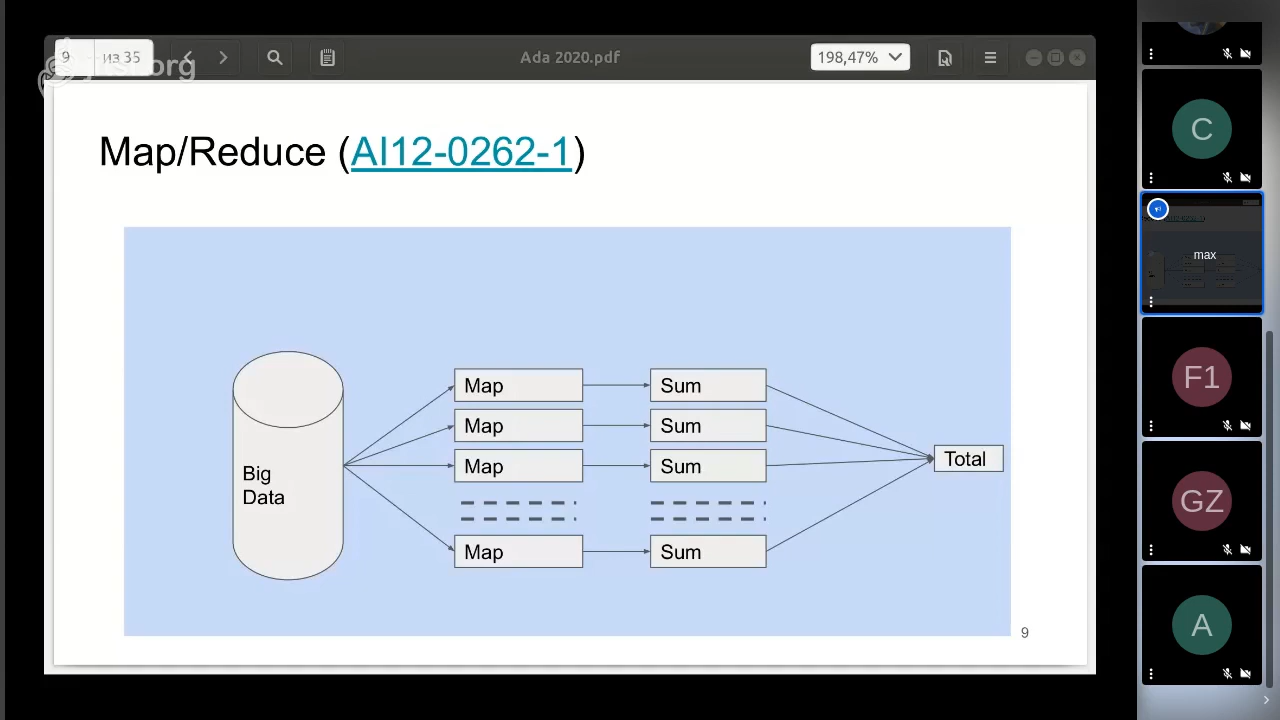 9 из 35
Ada 2020.pdf
198,47%
Map/Reduce (AI12-0262-1)
Big
Data
Map
Sum
Map
Sum
Map
Sum
Total
Map
Sum
9
C
max
F1
GZ
A